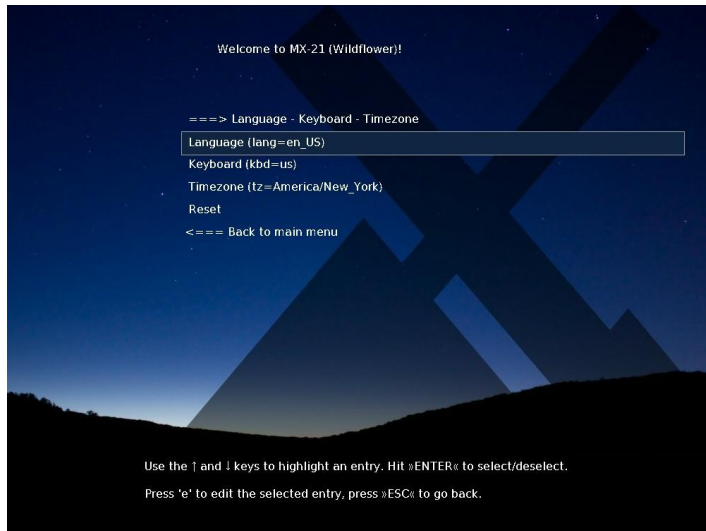 Welcome to MX-21 (Wildflower)!
===> Language - Keyboard - Timezone
Language (lang=en_US)
Keyboard (kbd=us)
Timezone (tz=America/New_York)
Reset
<=== Back to main menu
Use the ↑ and ↓ keys to highlight an entry. Hit »ENTER« to select/deselect.
Press 'e' to edit the selected entry, press »ESC« to go back.